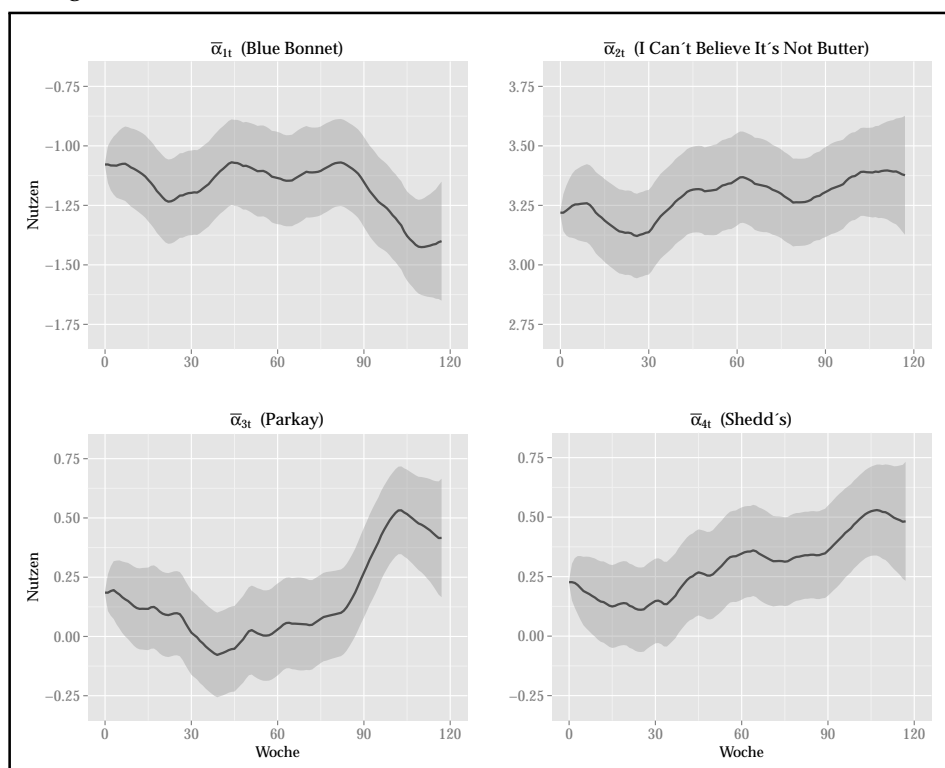 ᾱ1t (Blue Bonnet)
ᾱ2t (I Can´t Believe It´s Not Butter)
Nutzen
−0.75
−1.00
−1.25
−1.50
−1.75
0 30 60 90 120
3.75
3.50
3.25
3.00
2.75
0 30 60 90 120
ᾱ3t (Parkay)
ᾱ4t (Shedd´s)
Nutzen
0.75
0.50
0.25
0.00
−0.25
0 30 60 90 120
Woche
0.75
0.50
0.25
0.00
−0.25
0 30 60 90 120
Woche